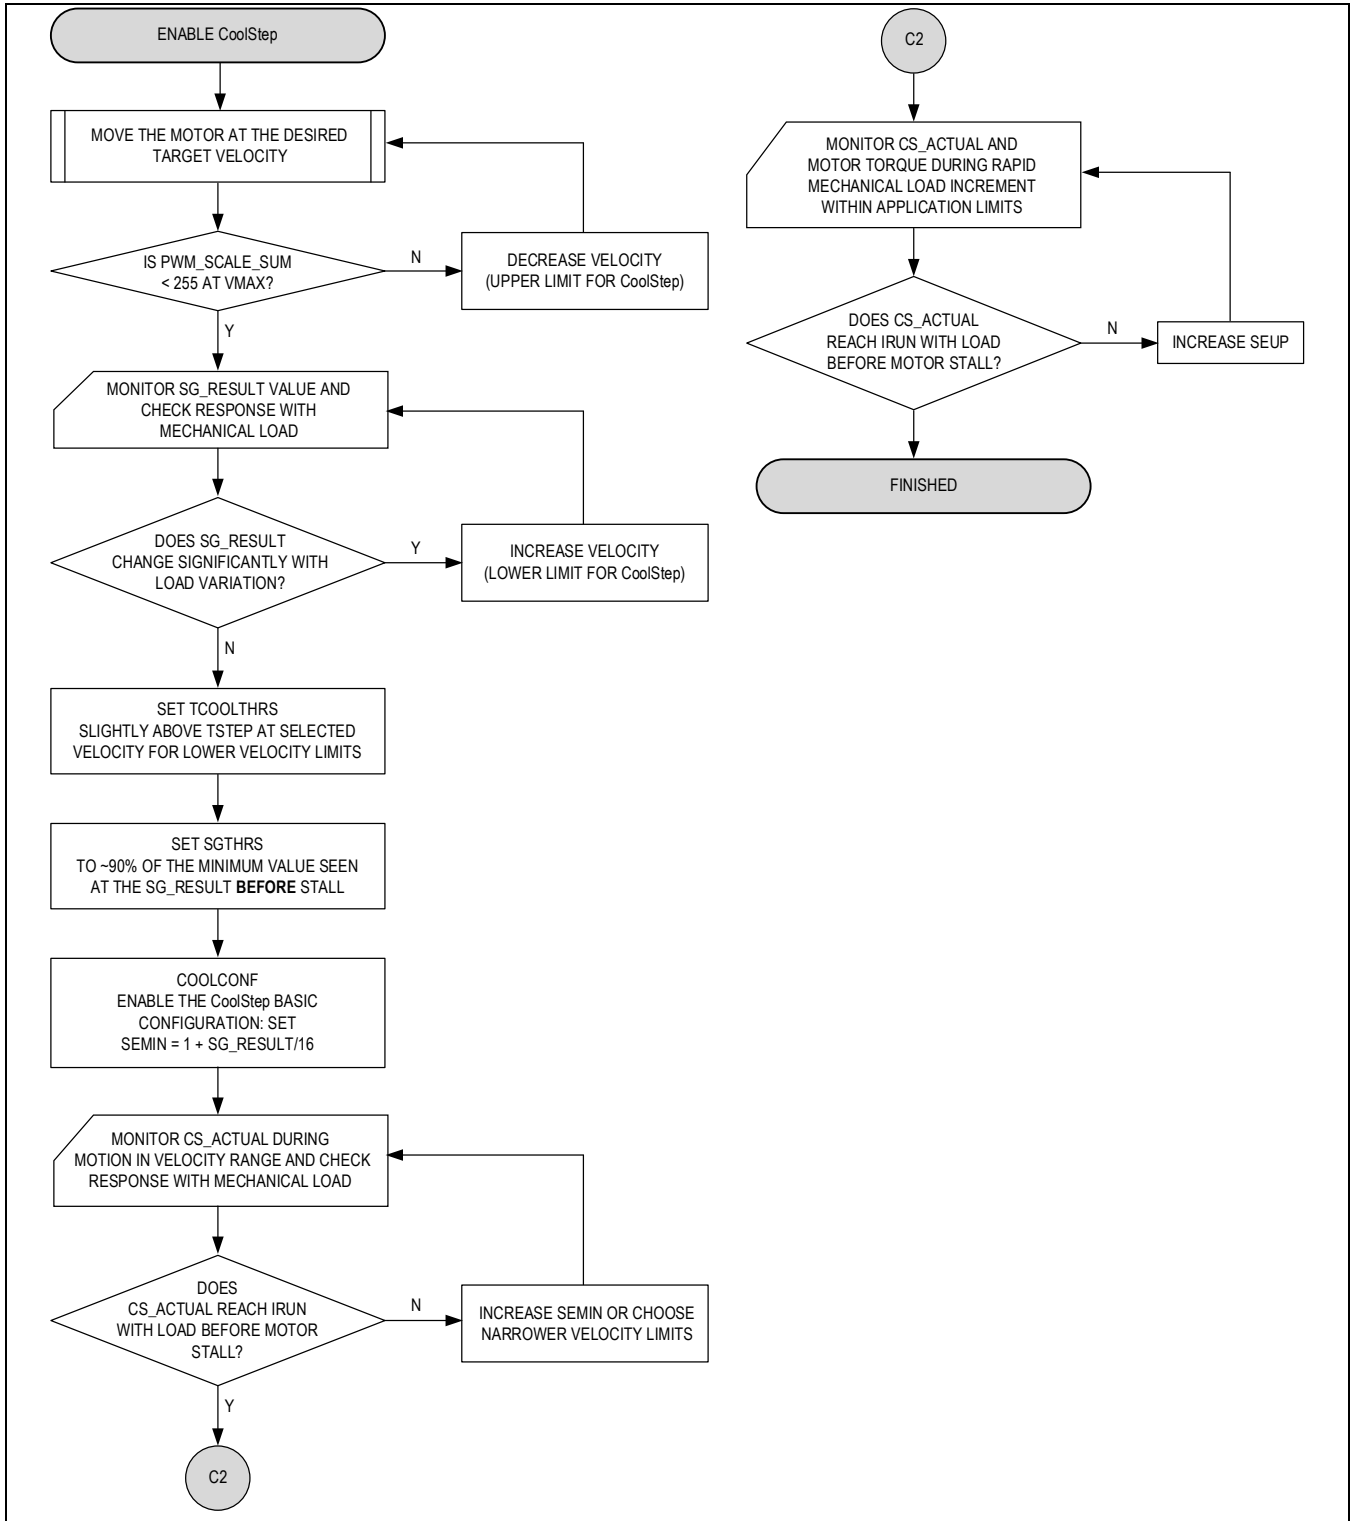 ENABLE CoolStep
MOVE THE MOTOR AT THE DESIRED
TARGET VELOCITY
IS PWM_SCALE_SUM
< 255 AT VMAX?
N
DECREASE VELOCITY
(UPPER LIMIT FOR CoolStep)
Y
MONITOR SG_RESULT VALUE AND
CHECK RESPONSE WITH
MECHANICAL LOAD
DOES SG_RESULT
CHANGE SIGNIFICANTLY WITH
LOAD VARIATION?
Y
INCREASE VELOCITY
(LOWER LIMIT FOR CoolStep)
N
SET TCOOLTHRS
SLIGHTLY ABOVE TSTEP AT SELECTED
VELOCITY FOR LOWER VELOCITY LIMITS
SET SGTHRS
TO ~90% OF THE MINIMUM VALUE SEEN
AT THE SG_RESULT BEFORE STALL
COOLCONF
ENABLE THE CoolStep BASIC
CONFIGURATION: SET
SEMIN = 1 + SG_RESULT/16
MONITOR CS_ACTUAL DURING
MOTION IN VELOCITY RANGE AND CHECK
RESPONSE WITH MECHANICAL LOAD
DOES
CS_ACTUAL REACH IRUN
WITH LOAD BEFORE MOTOR
STALL?
N
INCREASE SEMIN OR CHOOSE
NARROWER VELOCITY LIMITS
Y
C2
C2
MONITOR CS_ACTUAL AND
MOTOR TORQUE DURING RAPID
MECHANICAL LOAD INCREMENT
WITHIN APPLICATION LIMITS
DOES CS_ACTUAL
REACH IRUN WITH LOAD
BEFORE MOTOR STALL?
N
INCREASE SEUP
FINISHED